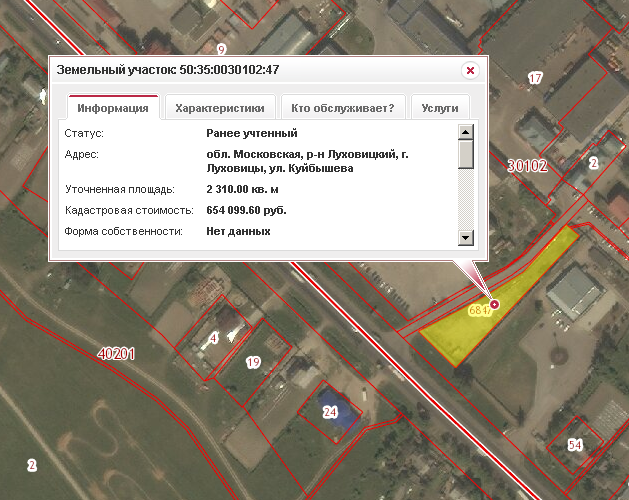 9
Земельный участок: 50:35:0030102:47
Информация
Характеристики
Кто обслуживает?
Услуги
Статус: Ранее учтенный
Адрес: обл. Московская, р-н Луховицкий, г.
Луховицы, ул. Куйбышева
Уточненная площадь: 2 310.00 кв. м
Кадастровая стоимость: 654 099.60 руб.
Форма собственности: Нет данных
17
30102
2
6847
4
40201
19
24
54
2